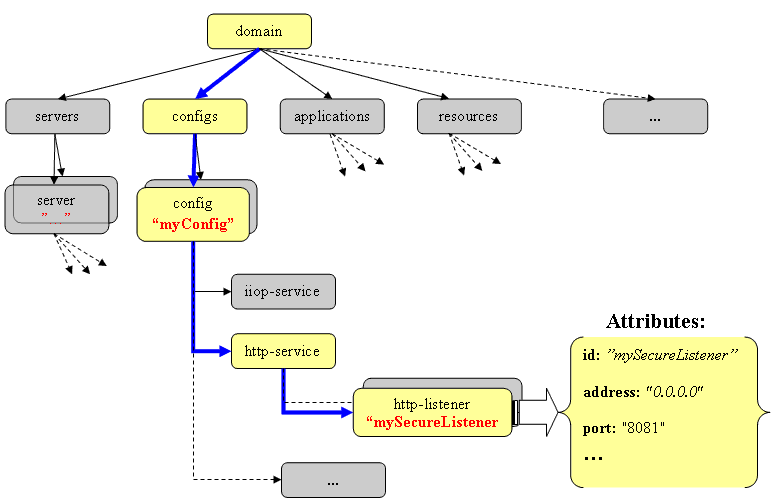 domain
servers
configs
applications
resources
...
server
”...”
config
“myConfig”
iiop-service
http-service
Attributes:
id: ”mySecureListener”
address: "0.0.0.0"
port: "8081"
...
http-listener
“mySecureListener
...